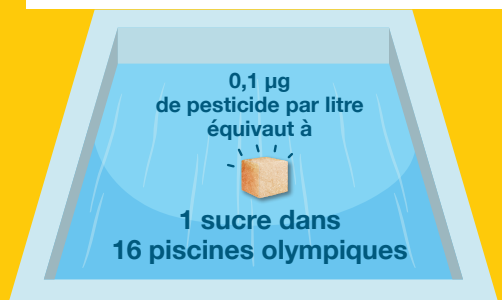 0,1 µg
de pesticide par litre
équivaut à
1 sucre dans
16 piscines olympiques